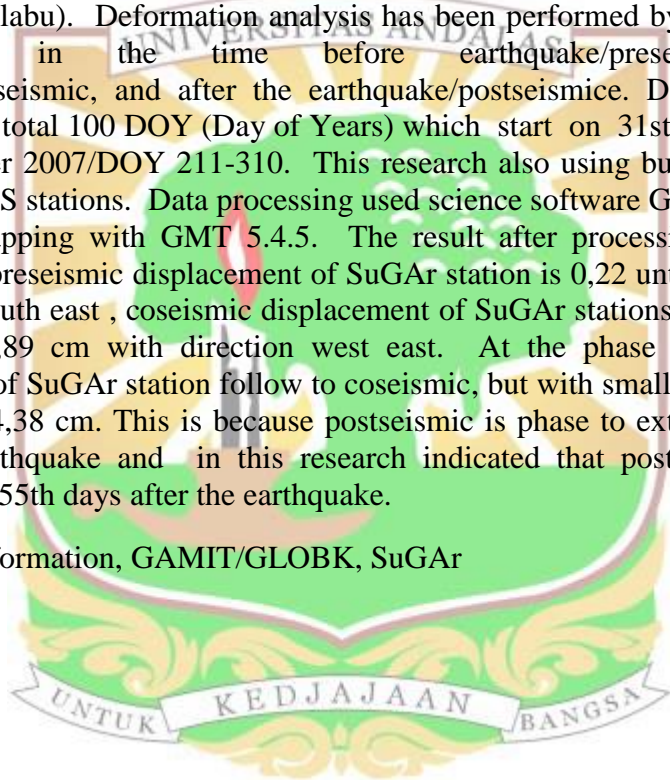 labu). Deformation analysis has been performed by
UNIVERSITAS ANDALAS
in the time before earthquake/prese
seismic, and after the earthquake/postseismice. D
total 100 DOY (Day of Years) which start on 31st
er 2007/DOY 211-310. This research also using bu
S stations. Data processing used science software G
pping with GMT 5.4.5. The result after processi
preseismic displacement of SuGAr station is 0,22 unt
uth east , coseismic displacement of SuGAr stations
,89 cm with direction west east. At the phase
of SuGAr station follow to coseismic, but with small
4,38 cm. This is because postseismic is phase to ext
rthquake and in this research indicated that post
55th days after the earthquake.
formation, GAMIT/GLOBK, SuGAr
UNTUK KEDJAJAAN BANGSA